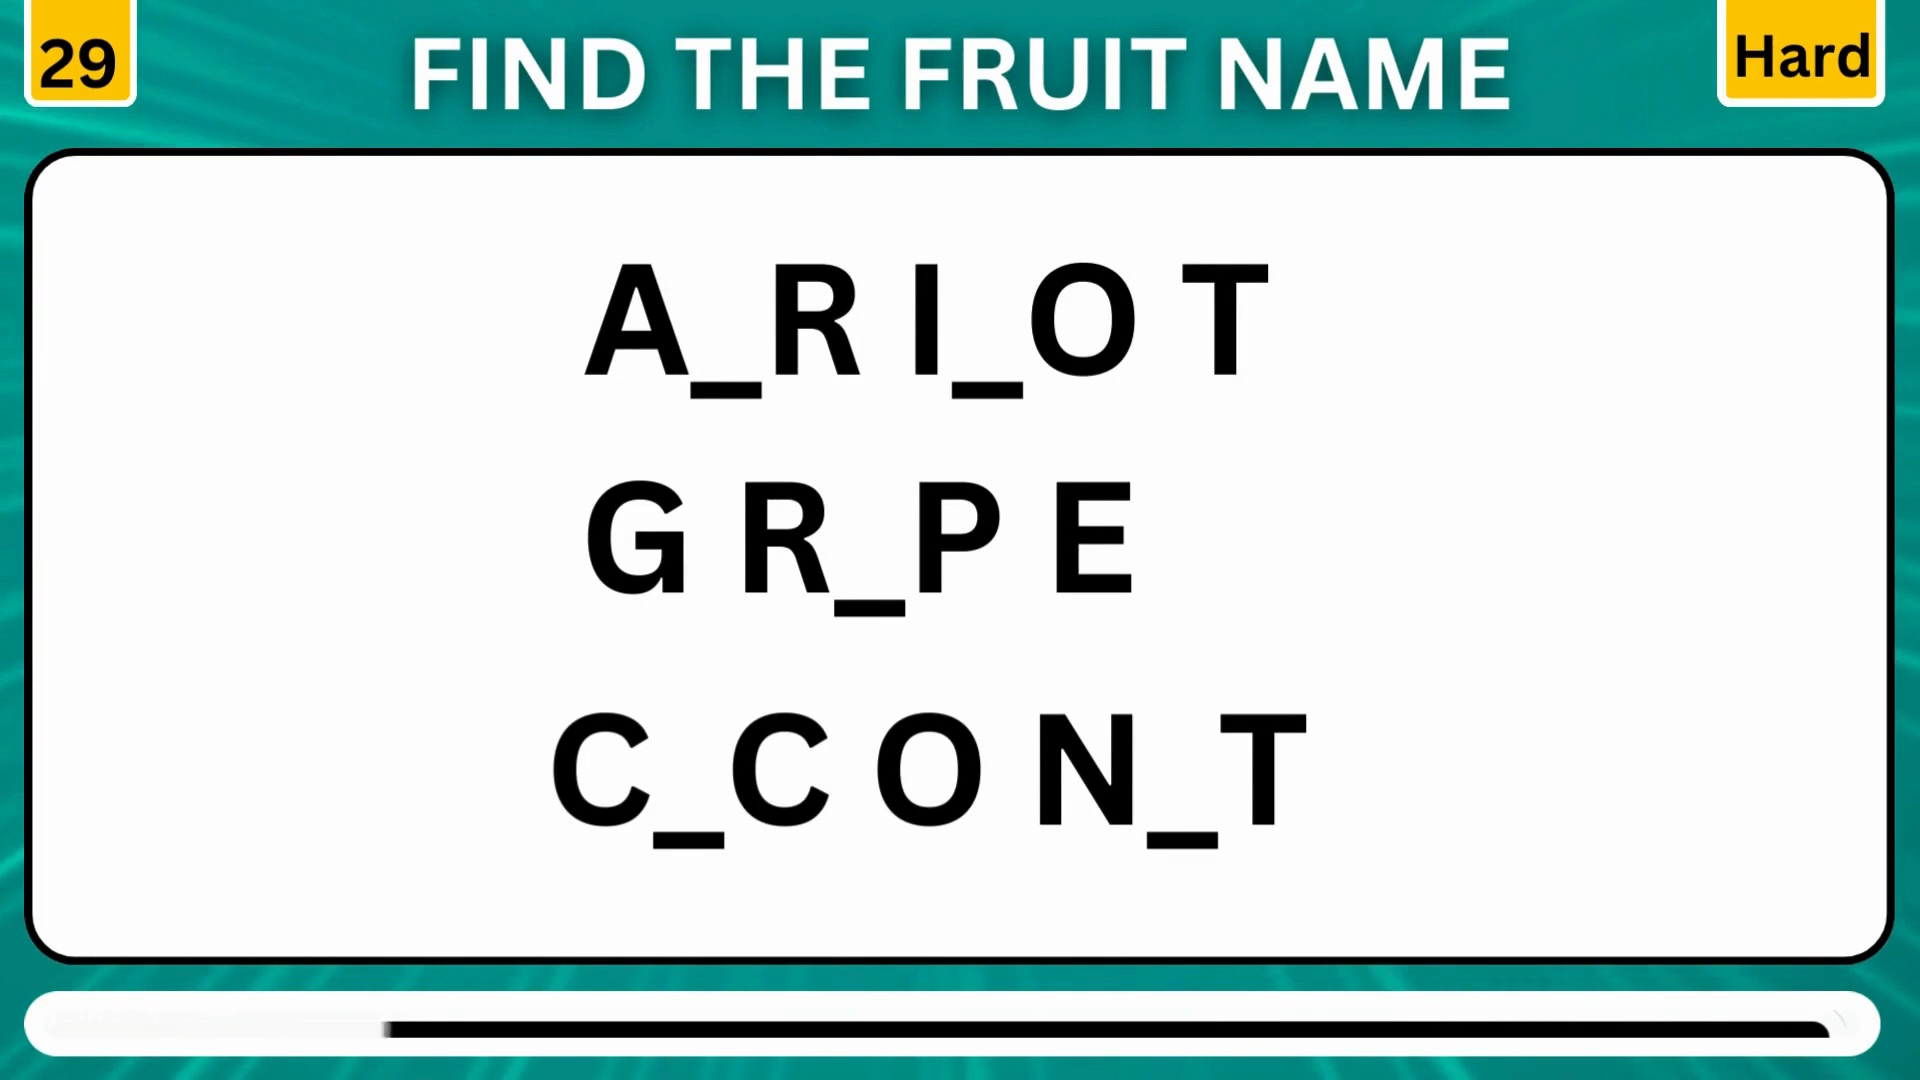 29
FIND THE FRUIT NAME
Hard
A_RI_OT
GR_PE
C_CON_T